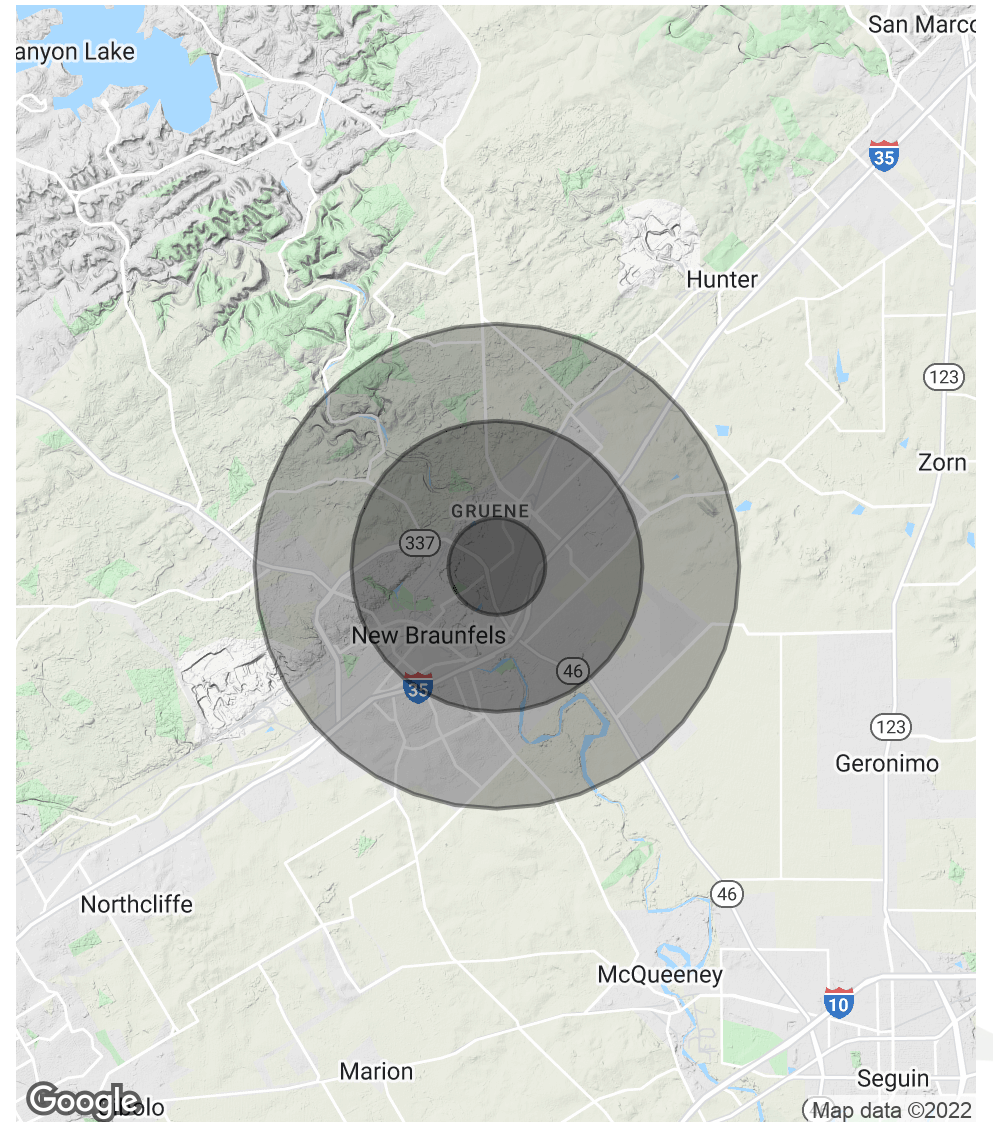 San Marco
anyon Lake
35
Hunter
123
Zorn
GRUENE
337
New Braunfels
46
35
123
Geronimo
46
Northcliffe
McQueeney
10
Marion
Seguin
Google
Map data ©2022